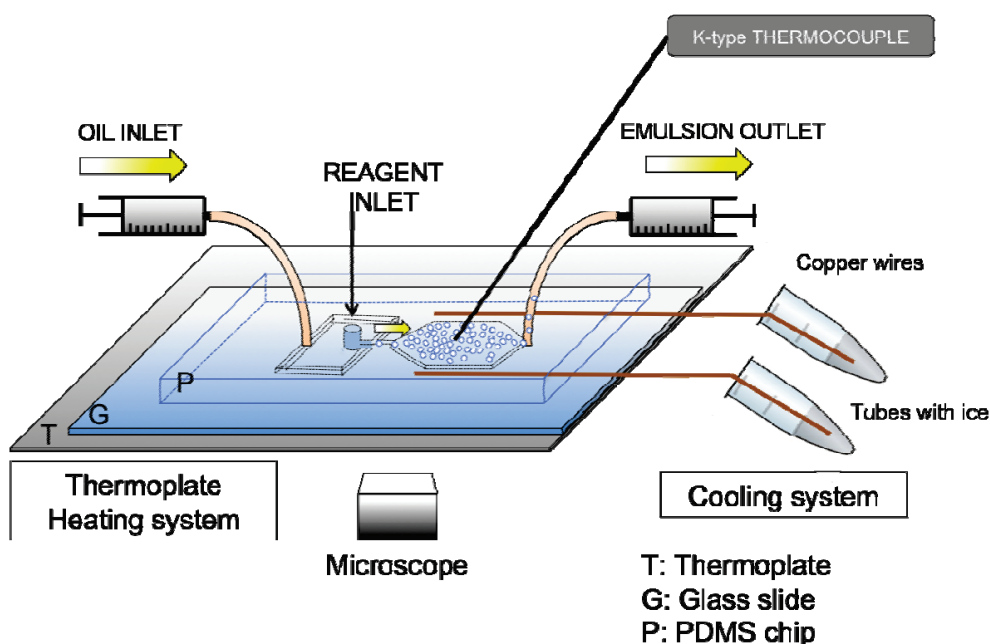 K-type THERMOCOUPLE
OIL INLET
EMULSION OUTLET
REAGENT
INLET
Copper wires
P
G
T
Tubes with ice
Thermoplate
Heating system
Cooling system
Microscope
T: Thermoplate
G: Glass slide
P: PDMS chip